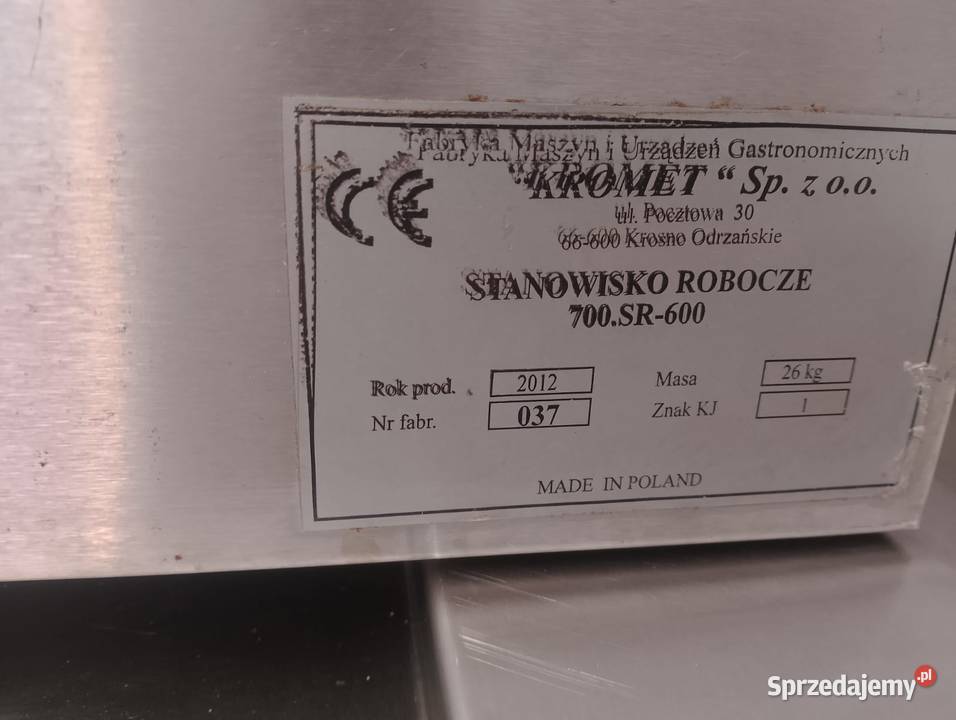 Fabryka Maszyn i Urządzeń Gastronomicznych
"KROMET" Sp. z o.o.
ul. Pocztowa 30
66-600 Krosno Odrzańskie
CE
STANOWISKO ROBOCZE
700.SR-600
Rok prod. 2012 Masa 26 kg
Nr fabr. 037 Znak KJ 1
MADE IN POLAND
Sprzedajemy.pl